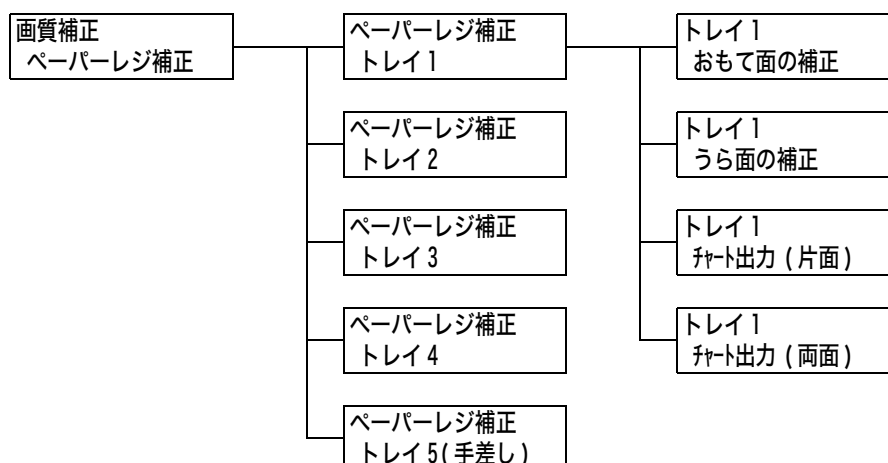 画質補正
ペーパーレジ補正
ペーパーレジ補正
トレイ1
ペーパーレジ補正
トレイ2
ペーパーレジ補正
トレイ3
ペーパーレジ補正
トレイ4
ペーパーレジ補正
トレイ5(手差し)
トレイ1
おもて面の補正
トレイ1
うら面の補正
トレイ1
ﾁｬｰﾄ出力(片面)
トレイ1
ﾁｬｰﾄ出力(両面)